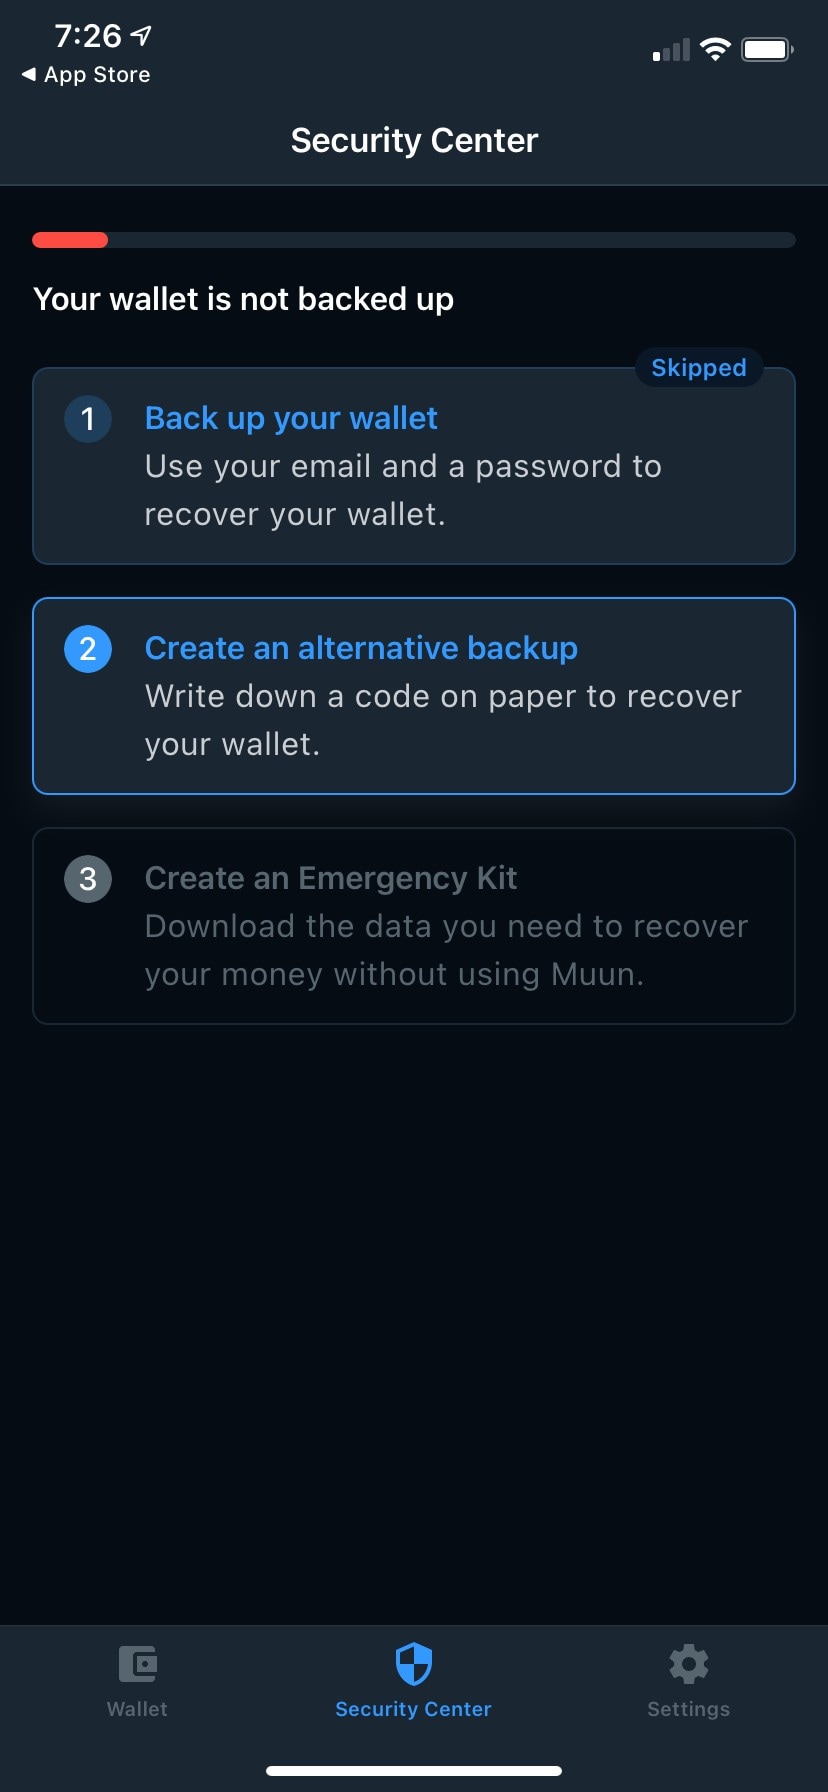 7:26
◀ App Store
Security Center
Your wallet is not backed up
Skipped
1 Back up your wallet
Use your email and a password to
recover your wallet.
2 Create an alternative backup
Write down a code on paper to recover
your wallet.
3 Create an Emergency Kit
Download the data you need to recover
your money without using Muun.
Wallet Security Center Settings